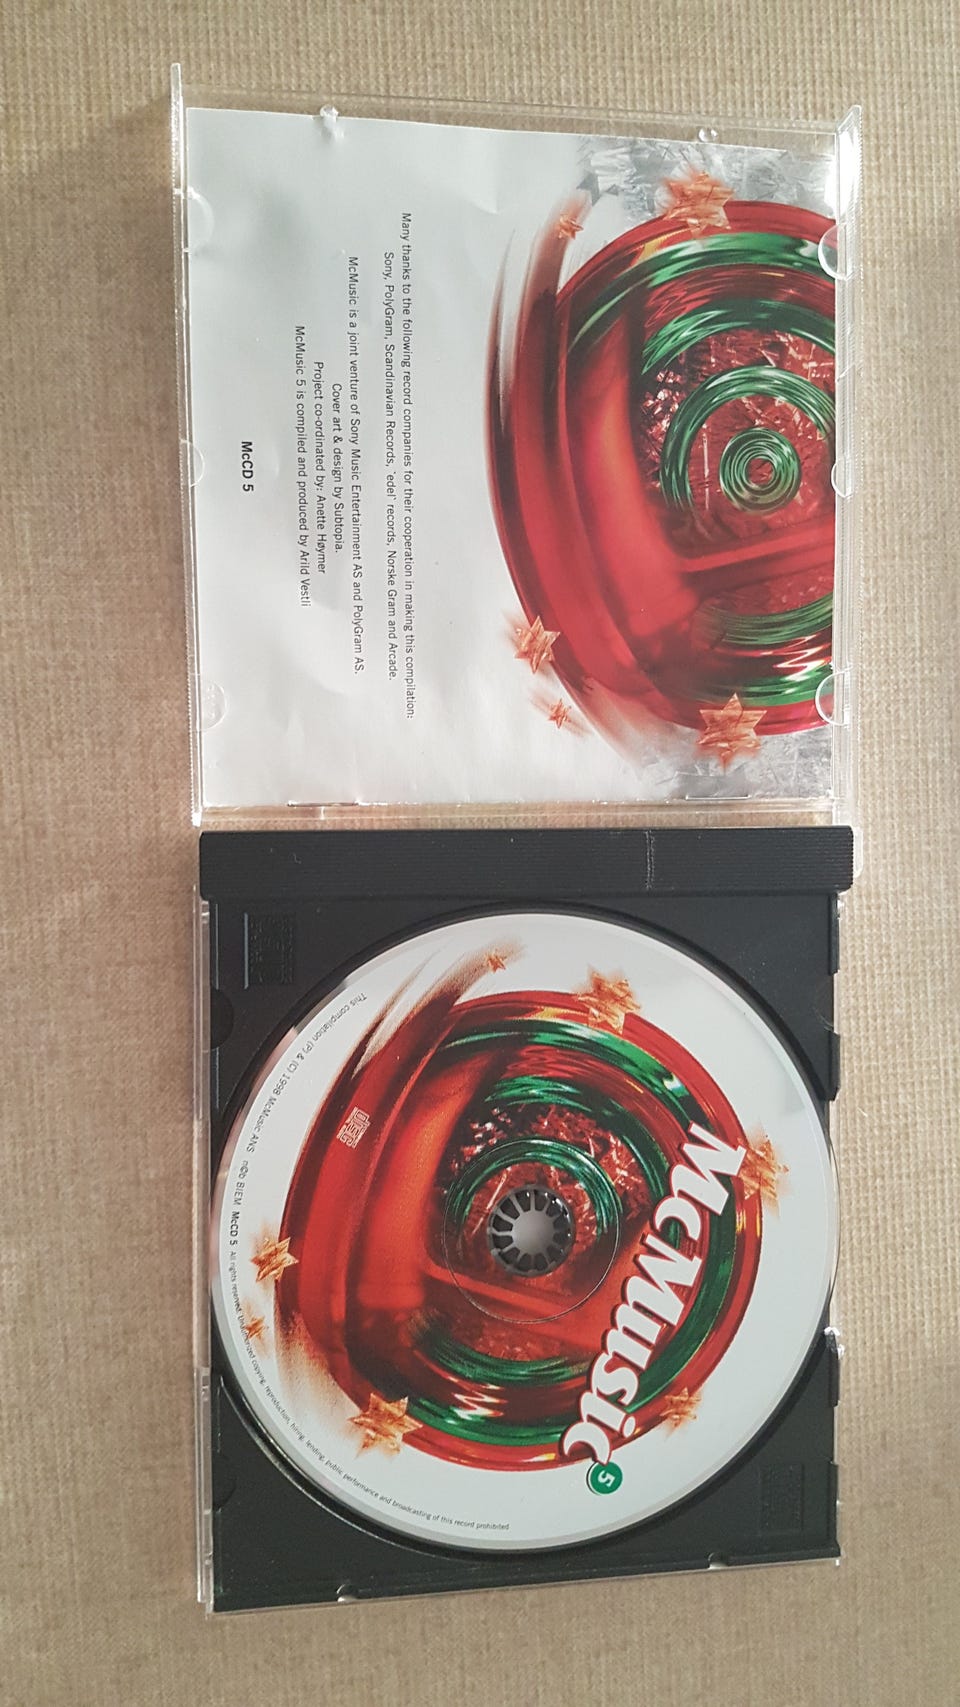 Many thanks to the following record companies for their cooperation in making this compilation:
Sony, PolyGram, Scandinavian Records, ´edel´ records, Norske Gram and Arcade.
McMusic is a joint venture of Sony Music Entertainment AS and PolyGram AS.
Cover art & design by Subtopia.
Project co-ordinated by: Anette Høymer
McMusic 5 is compiled and produced by Arild Vestli
McCD 5
McMusic
5
This compilation (P) & (C) 1998 McMusic ANS n©b BIEM McCD 5 All rights reserved. Unauthorized copying, reproduction, hiring, lending, public performance and broadcasting of this record prohibited